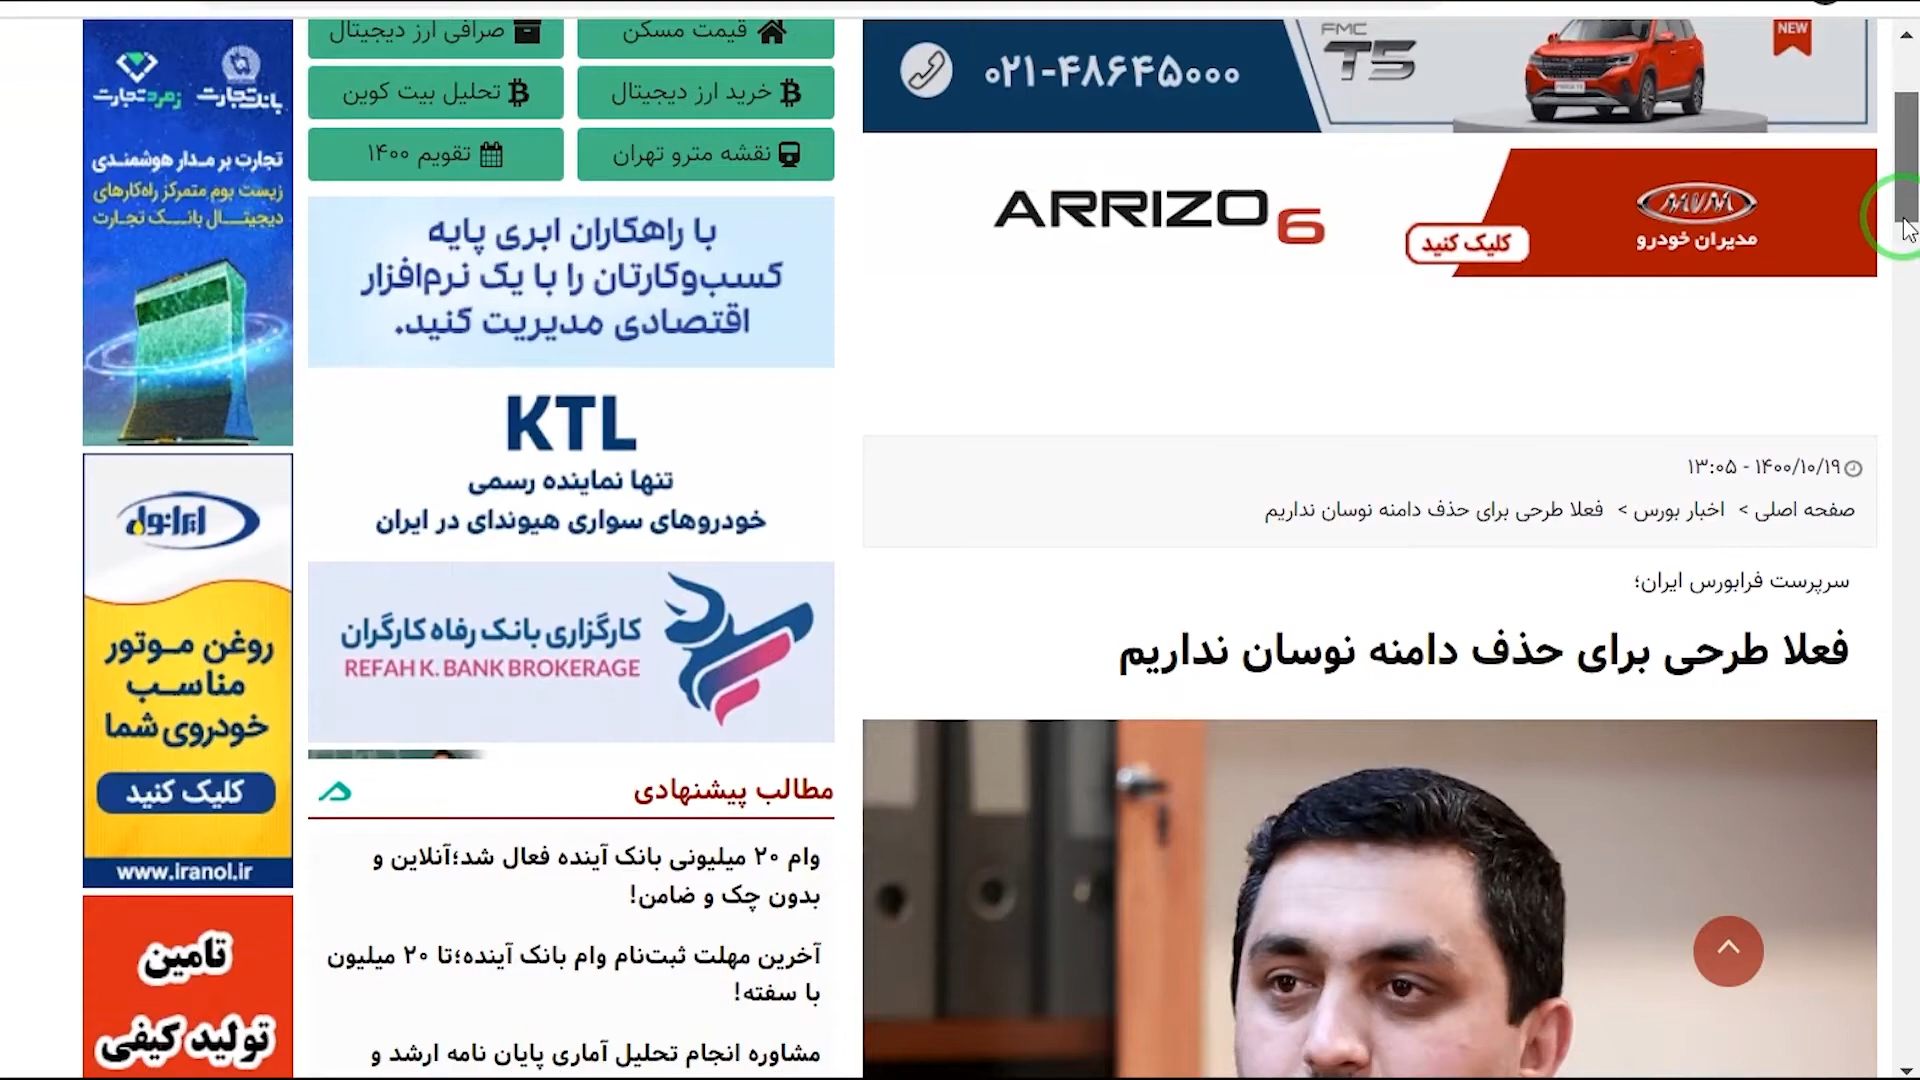 FMC
T5
NEW
۰۲۱-۴۸۶۴۵۰۰۰
ARRIZO 6
MVM
مدیران خودرو
کلیک کنید
۱۴۰۰/۱۰/۱۹ - ۱۳:۰۵
صفحه اصلی > اخبار بورس > فعلا طرحی برای حذف دامنه نوسان نداریم
سرپرست فرابورس ایران؛
فعلا طرحی برای حذف دامنه نوسان نداریم
قیمت مسکن
صرافی ارز دیجیتال
خرید ارز دیجیتال
تحلیل بیت کوین
نقشه مترو تهران
تقویم ۱۴۰۰
با راهکاران ابری پایه
کسب‌وکارتان را با یک نرم‌افزار
اقتصادی مدیریت کنید.
KTL
تنها نماینده رسمی
خودروهای سواری هیوندای در ایران
کارگزاری بانک رفاه کارگران
REFAH K. BANK BROKERAGE
مطالب پیشنهادی
وام ۲۰ میلیونی بانک آینده فعال شد؛آنلاین و
بدون چک و ضامن!
آخرین مهلت ثبت‌نام وام بانک آینده؛تا ۲۰ میلیون
با سفته!
مشاوره انجام تحلیل آماری پایان نامه ارشد و
بانک تجارت
زمرد تجارت
تجارت بر مـدار هوشمنـدی
زیست بوم متمرکز راه‌کارهای
دیجیتـال بانـک تجـارت
ایرانول
روغن مـوتور
مناسـب
خودروی شما
کلیک کنید
www.iranol.ir
تامین
تولید کیفی